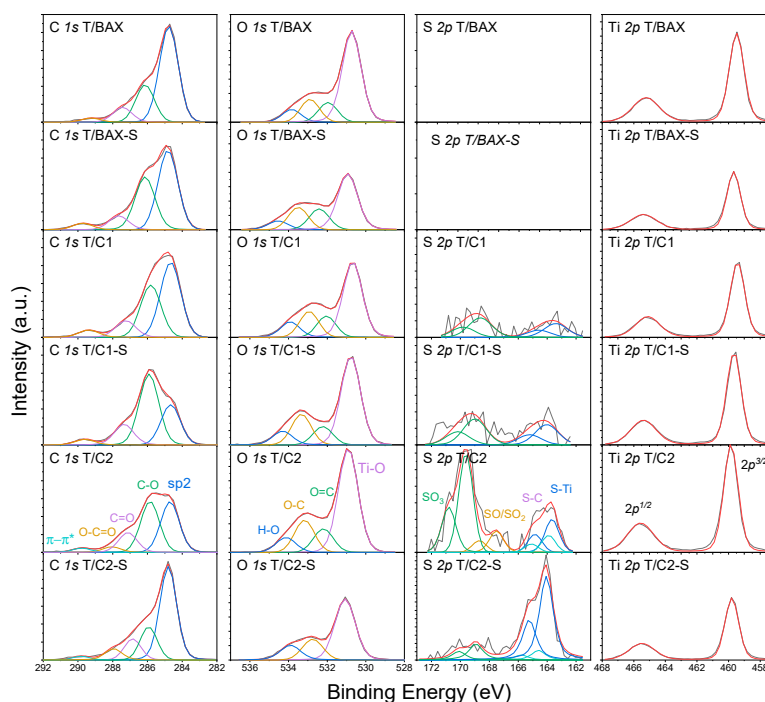 C 1s T/BAX
O 1s T/BAX
S 2p T/BAX
Ti 2p T/BAX
C 1s T/BAX-S
O 1s T/BAX-S
S 2p T/BAX-S
Ti 2p T/BAX-S
C 1s T/C1
O 1s T/C1
S 2p T/C1
Ti 2p T/C1
C 1s T/C1-S
O 1s T/C1-S
S 2p T/C1-S
Ti 2p T/C1-S
C 1s T/C2
C-O
sp2
C=O
O-C=O
π–π*
O 1s T/C2
Ti-O
O=C
O-C
H-O
S 2p T/C2
SO3
SO/SO2
S-C
S-Ti
Ti 2p T/C2
2p3/2
2p1/2
C 1s T/C2-S
O 1s T/C2-S
S 2p T/C2-S
Ti 2p T/C2-S
292 290 288 286 284 282
536 534 532 530 528
172 170 168 166 164 162
468 466 464 462 460 458
Intensity (a.u.)
Binding Energy (eV)